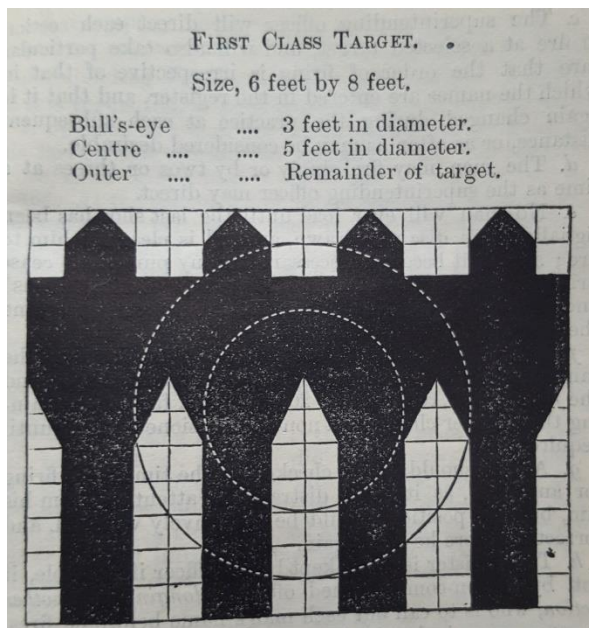 First Class Target.
Size, 6 feet by 8 feet.
Bull's-eye .... 3 feet in diameter.
Centre .... .... 5 feet in diameter.
Outer .... .... Remainder of target.